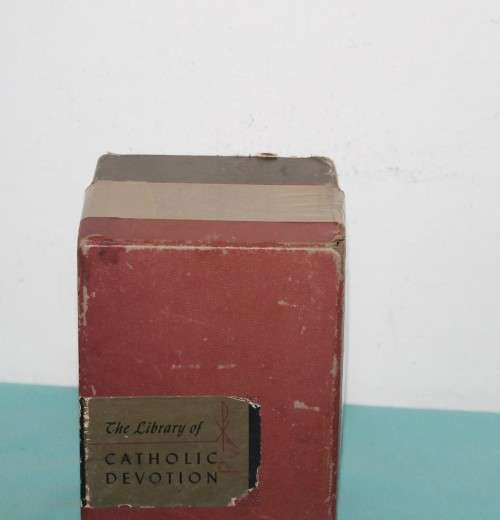 The Library of
CATHOLIC
DEVOTION